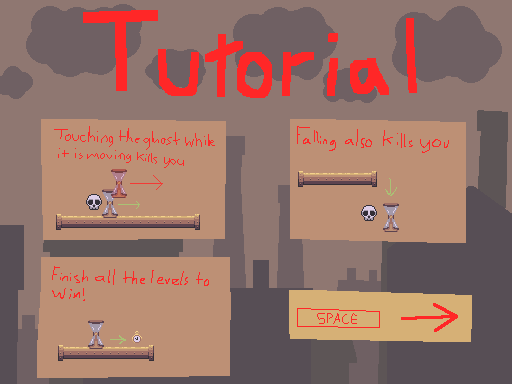 Tutorial
Touching the ghost while
it is moving kills you
Falling also kills you
Finish all the levels to
win!
SPACE